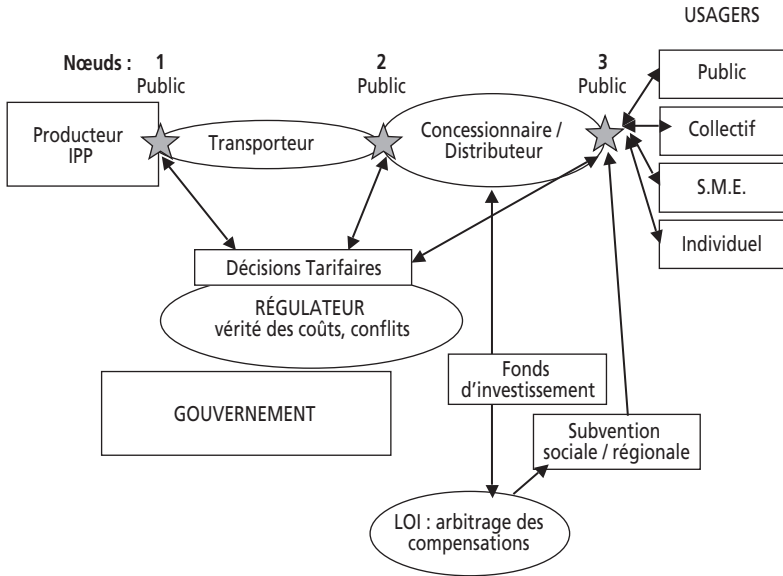 USAGERS
Nœuds : 1 2 3
Public Public Public
Public
Producteur
IPP
Transporteur
Concessionnaire /
Distributeur
Collectif
S.M.E.
Individuel
Décisions Tarifaires
RÉGULATEUR
vérité des coûts, conflits
GOUVERNEMENT
Fonds
d'investissement
Subvention
sociale / régionale
LOI : arbitrage des
compensations